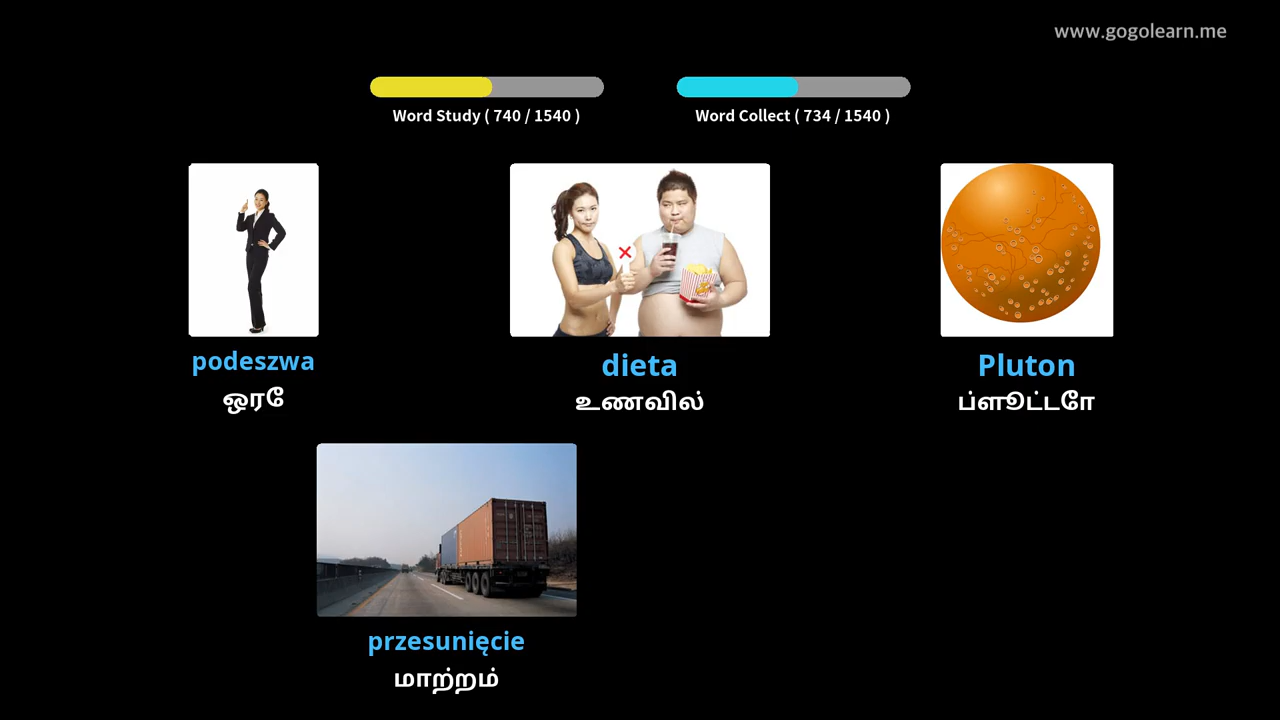 www.gogolearn.me
Word Study ( 740 / 1540 )
Word Collect ( 734 / 1540 )
podeszwa
ஒரே
dieta
உணவில்
Pluton
ப்ளூட்டோ
przesunięcie
மாற்றம்